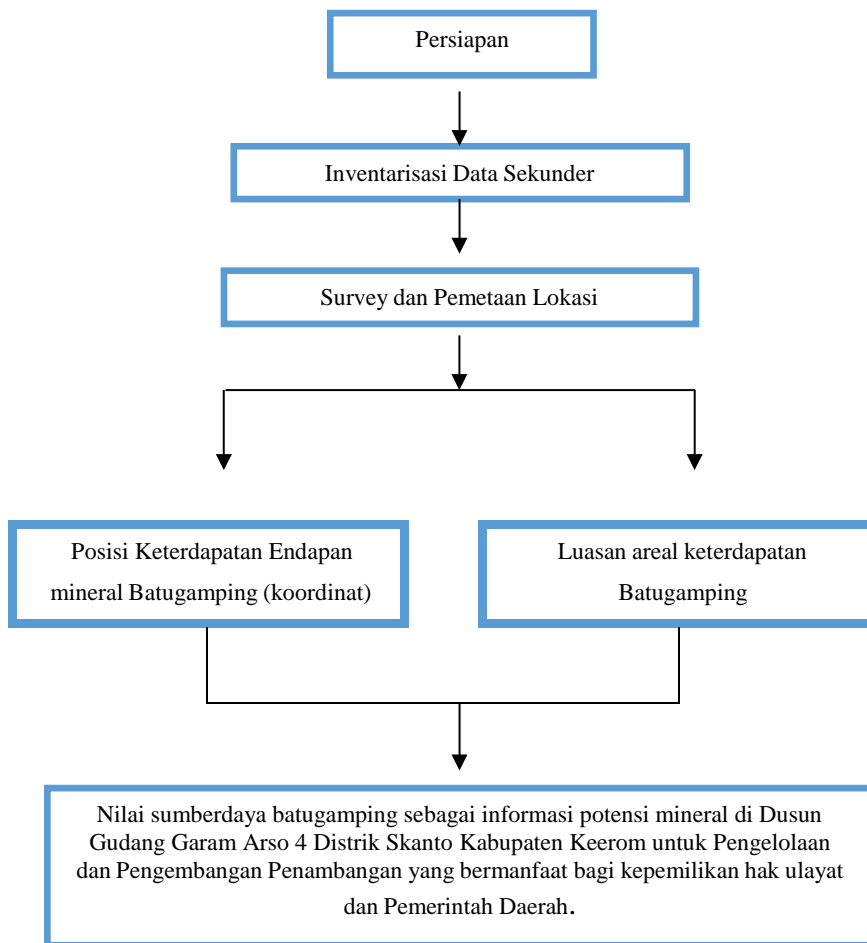 Persiapan
Inventarisasi Data Sekunder
Survey dan Pemetaan Lokasi
Posisi Keterdapatan Endapan
mineral Batugamping (koordinat)
Luasan areal keterdapatan
Batugamping
Nilai sumberdaya batugamping sebagai informasi potensi mineral di Dusun
Gudang Garam Arso 4 Distrik Skanto Kabupaten Keerom untuk Pengelolaan
dan Pengembangan Penambangan yang bermanfaat bagi kepemilikan hak ulayat
dan Pemerintah Daerah.